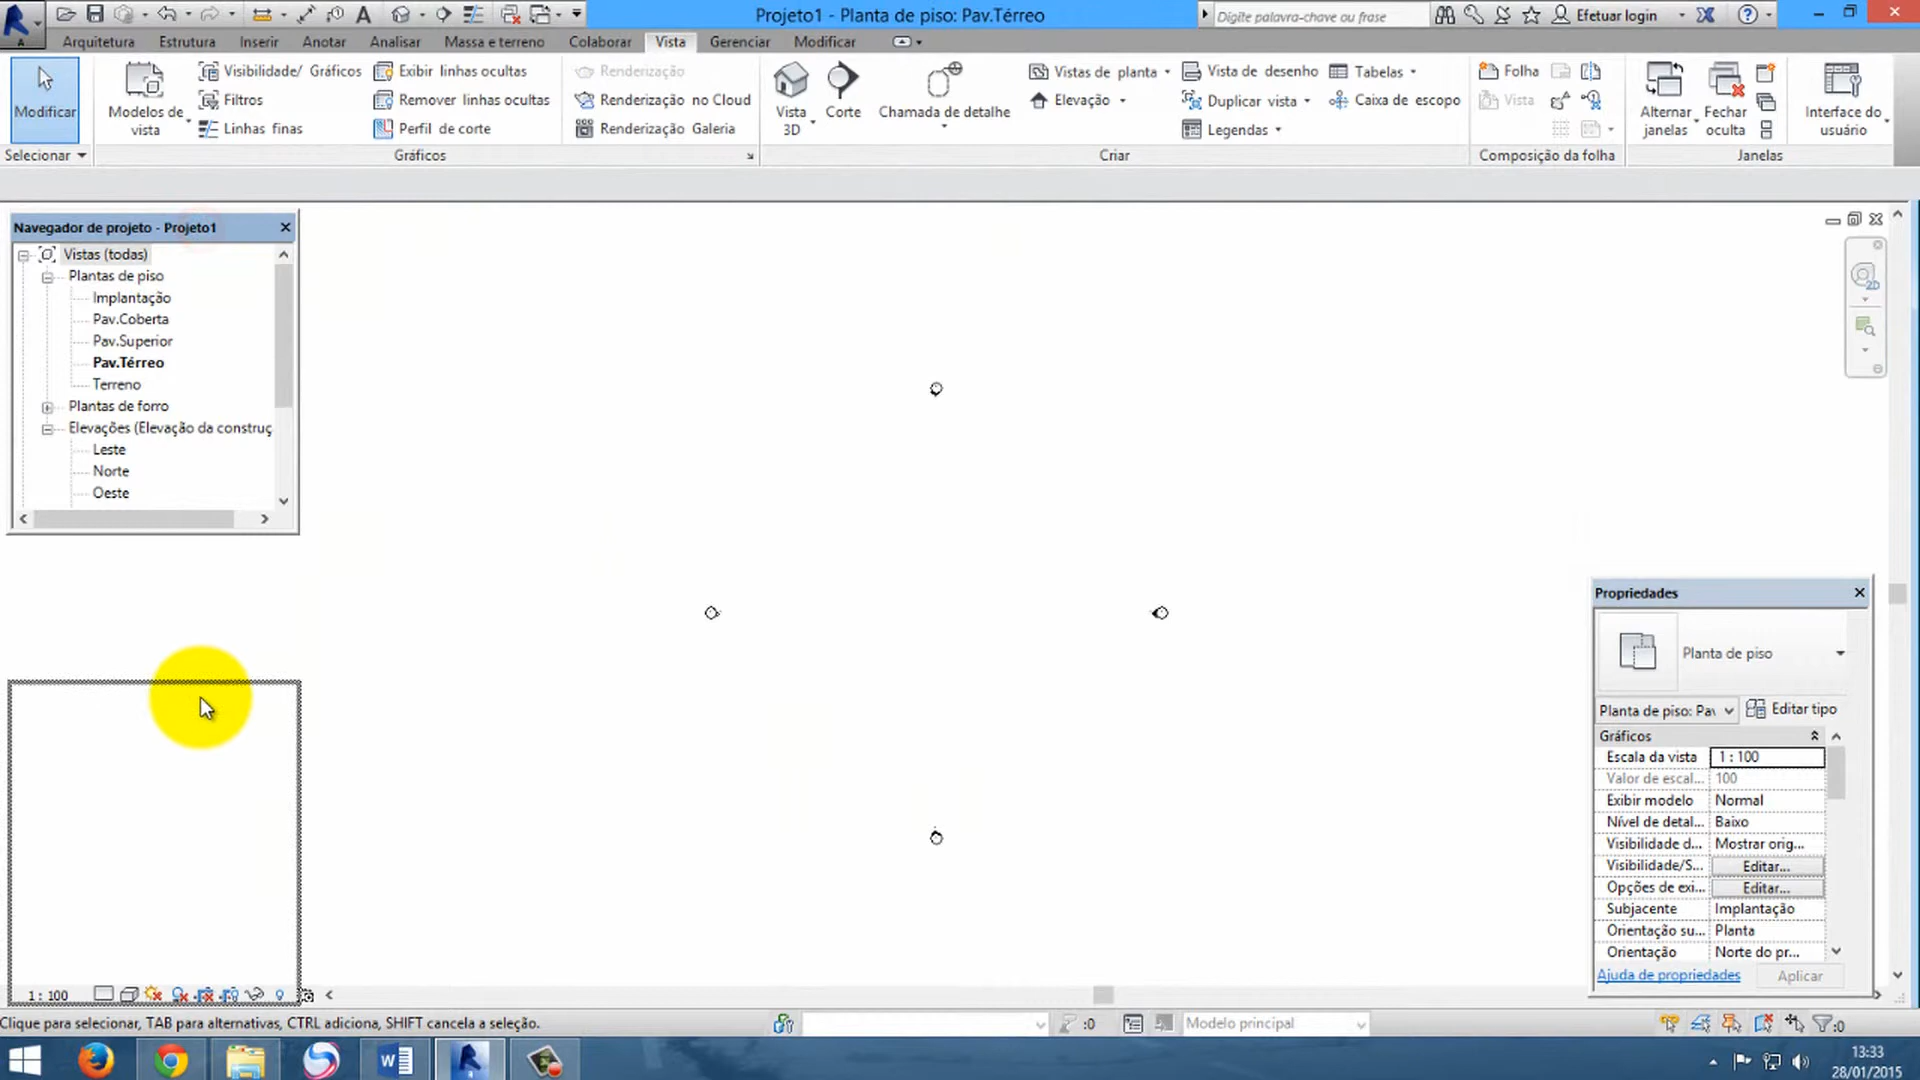 Projeto1 - Planta de piso: Pav.Térreo
Digite palavra-chave ou frase
Efetuar login
Arquitetura Estrutura Inserir Anotar Analisar Massa e terreno Colaborar Vista Gerenciar Modificar
Modificar
Modelos de vista
Visibilidade/ Gráficos
Filtros
Linhas finas
Exibir linhas ocultas
Remover linhas ocultas
Perfil de corte
Renderização
Renderização no Cloud
Renderização Galeria
Vista 3D
Corte
Chamada de detalhe
Vistas de planta
Elevação
Vista de desenho
Duplicar vista
Legendas
Tabelas
Caixa de escopo
Folha
Vista
Alternar janelas
Fechar oculta
Interface do usuário
Selecionar
Gráficos
Criar
Composição da folha
Janelas
Navegador de projeto - Projeto1
Vistas (todas)
Plantas de piso
Implantação
Pav.Coberta
Pav.Superior
Pav.Térreo
Terreno
Plantas de forro
Elevações (Elevação da construç
Leste
Norte
Oeste
2D
Propriedades
Planta de piso
Planta de piso: Pav
Editar tipo
Gráficos
Escala da vista 1 : 100
Valor de escal... 100
Exibir modelo Normal
Nível de detal... Baixo
Visibilidade d... Mostrar orig...
Visibilidade/S... Editar...
Opções de exi... Editar...
Subjacente Implantação
Orientação su... Planta
Orientação Norte do pr...
Ajuda de propriedades Aplicar
1 : 100
Clique para selecionar, TAB para alternativas, CTRL adiciona, SHIFT cancela a seleção.
:0
Modelo principal
:0
13:33
28/01/2015